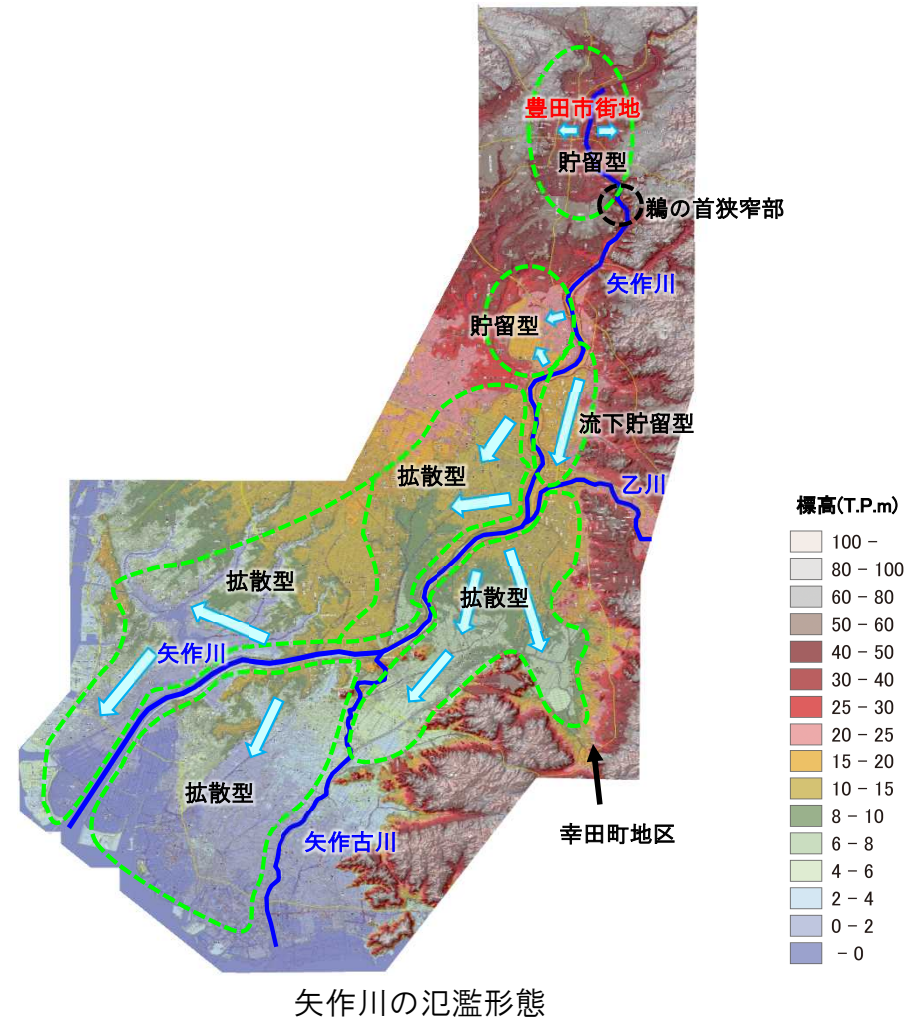 豊田市街地
貯留型
鵜の首狭窄部
矢作川
貯留型
流下貯留型
拡散型
乙川
拡散型
拡散型
矢作川
拡散型
矢作古川
幸田町地区
標高(T.P.m)
100 -
80 - 100
60 - 80
50 - 60
40 - 50
30 - 40
25 - 30
20 - 25
15 - 20
10 - 15
8 - 10
6 - 8
4 - 6
2 - 4
0 - 2
- 0
矢作川の氾濫形態